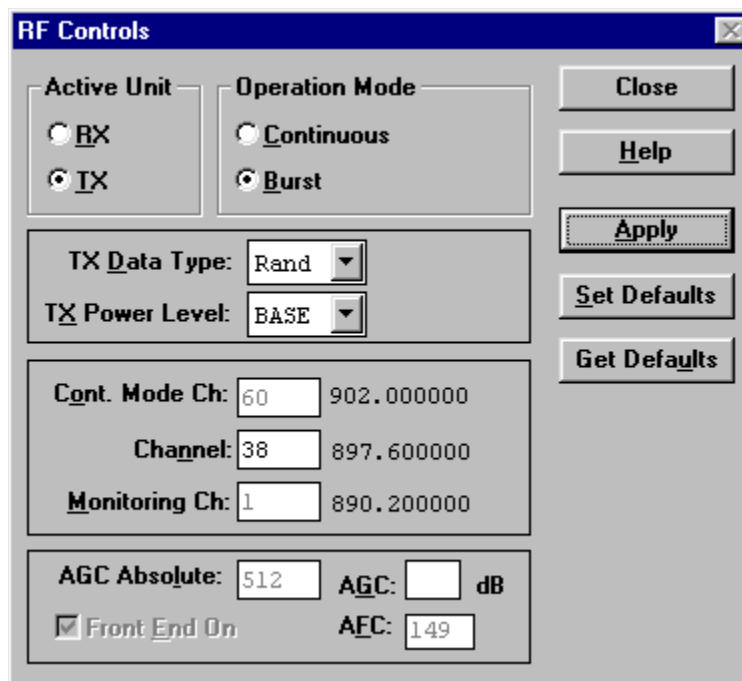 RF Controls
Active Unit
RX
TX
Operation Mode
Continuous
Burst
Close
Help
Apply
Set Defaults
Get Defaults
TX Data Type: Rand
TX Power Level: BASE
Cont. Mode Ch: 60 902.000000
Channel: 38 897.600000
Monitoring Ch: 1 890.200000
AGC Absolute: 512 AGC: dB
Front End On AFC: 149